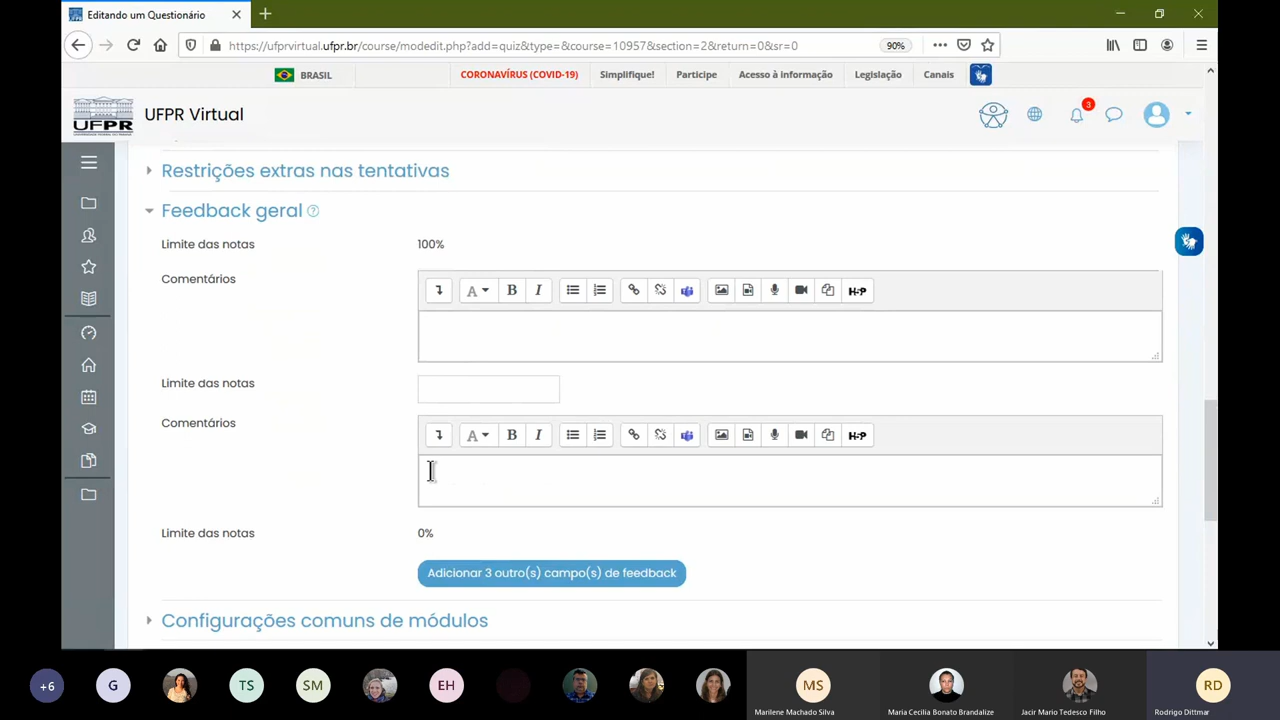 Editando um Questionário
https://ufprvirtual.ufpr.br/course/modedit.php?add=quiz&type=&course=10957&section=2&return=0&sr=0
90%
BRASIL
CORONAVÍRUS (COVID-19)
Simplifique!
Participe
Acesso à informação
Legislação
Canais
UFPR
UFPR Virtual
3
Restrições extras nas tentativas
Feedback geral
Limite das notas
100%
Comentários
A
B
I
H-P
Limite das notas
Comentários
A
B
I
H-P
Limite das notas
0%
Adicionar 3 outro(s) campo(s) de feedback
Configurações comuns de módulos
+6
G
TS
SM
EH
MS
RD
Marilene Machado Silva
Maria Cecilia Bonato Brandalize
Jacir Mario Tedesco Filho
Rodrigo Dittmar